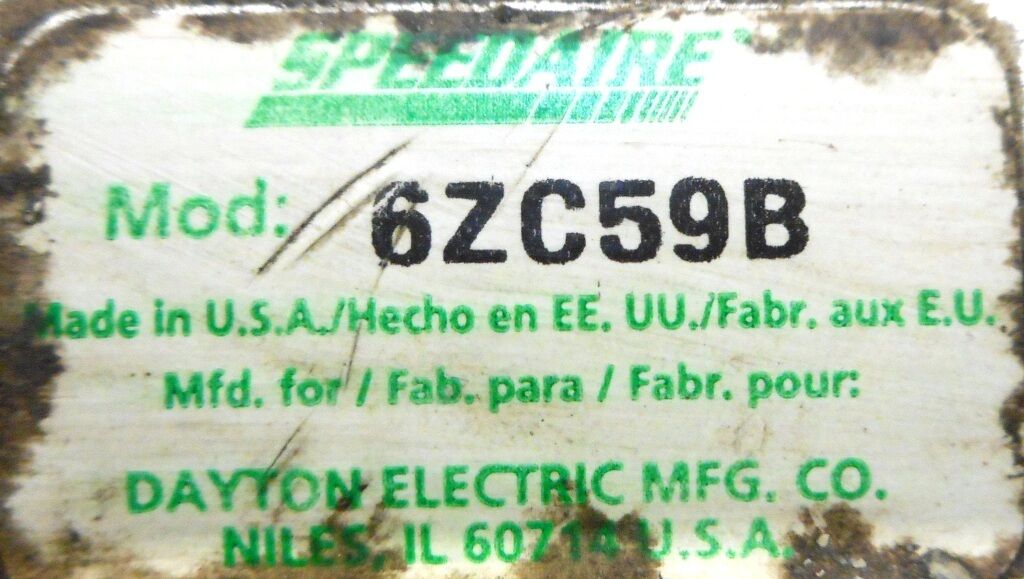 SPEEDAIRE
Mod: 6ZC59B
Made in U.S.A./Hecho en EE. UU./Fabr. aux E.U.
Mfd. for / Fab. para / Fabr. pour:
DAYTON ELECTRIC MFG. CO.
NILES, IL 60714 U.S.A.